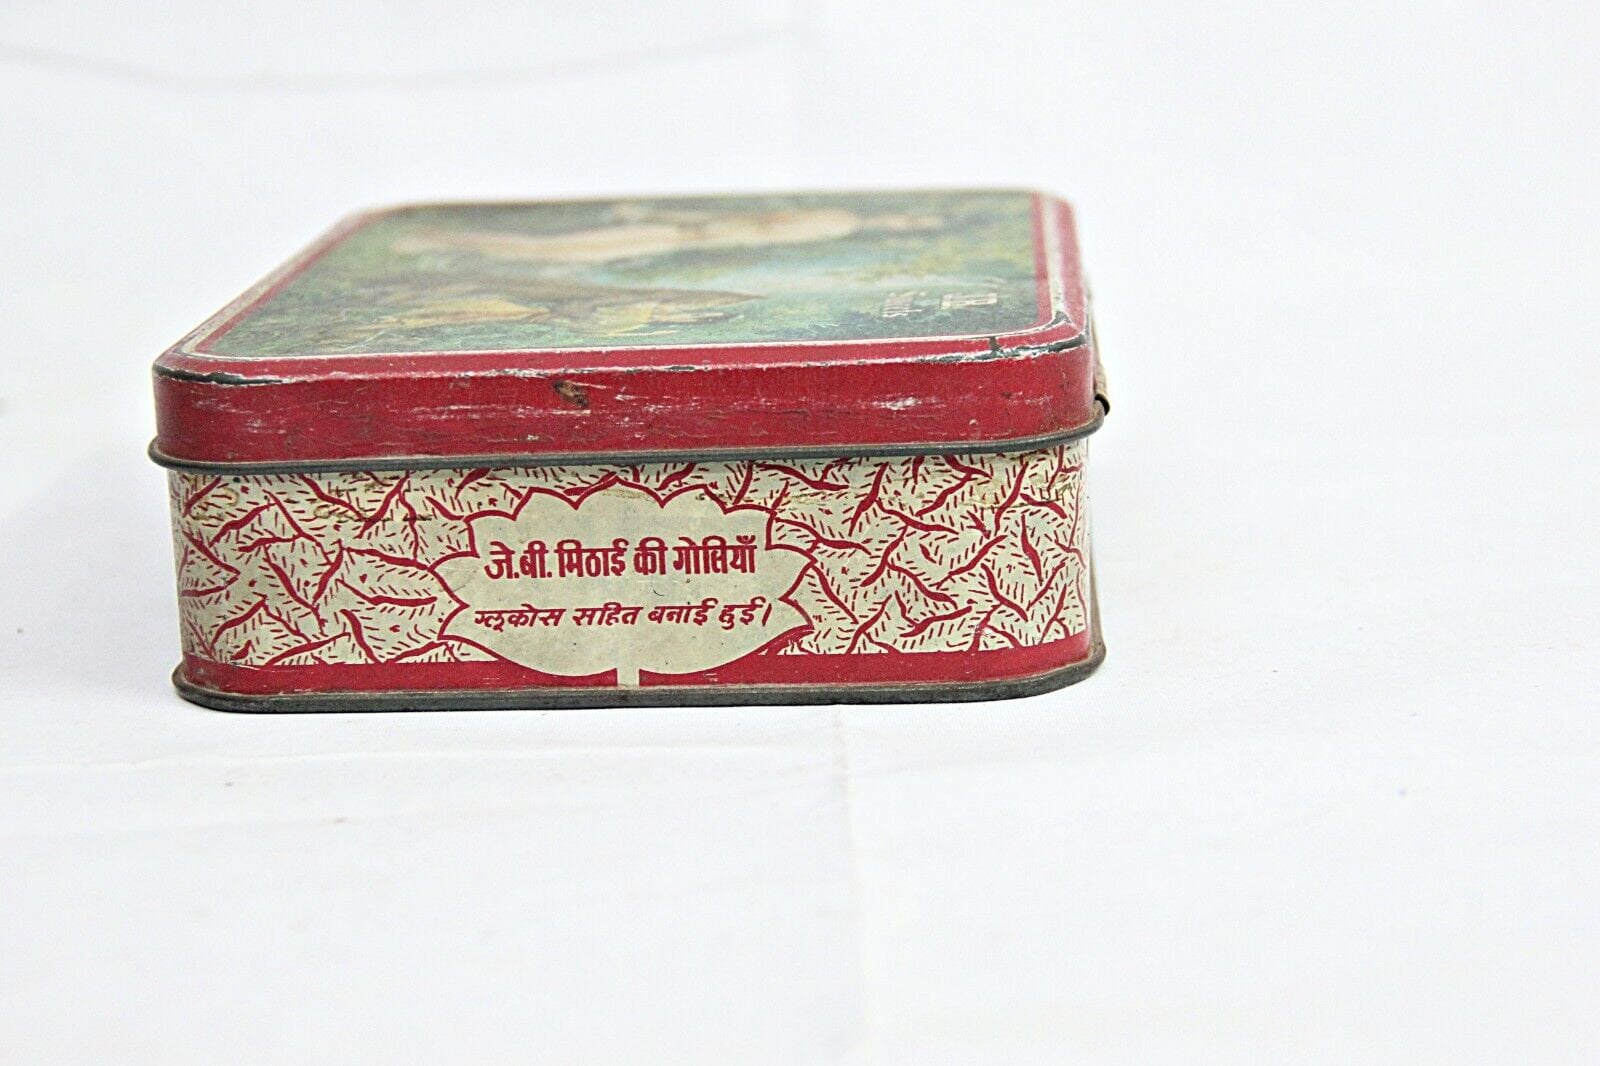 जे.बी. मिठाई की गोलियाँ
ग्लूकोस सहित बनाई हुई।